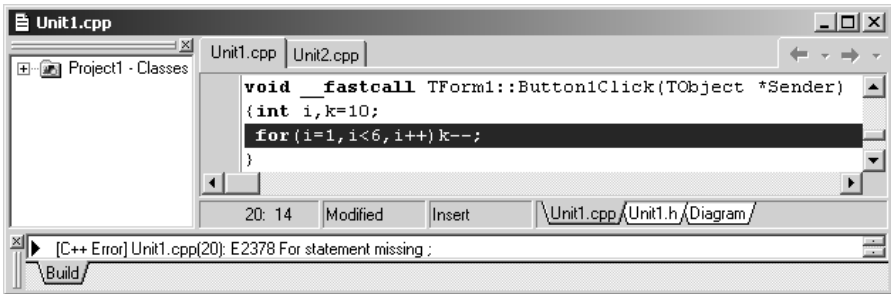 Unit1.cpp
Project1 - Classes
Unit1.cpp Unit2.cpp
void __fastcall TForm1::Button1Click(TObject *Sender)
{int i,k=10;
for(i=1,i<6,i++)k--;
}
20: 14 Modified Insert Unit1.cpp Unit1.h Diagram
[C++ Error] Unit1.cpp(20): E2378 For statement missing ;
Build